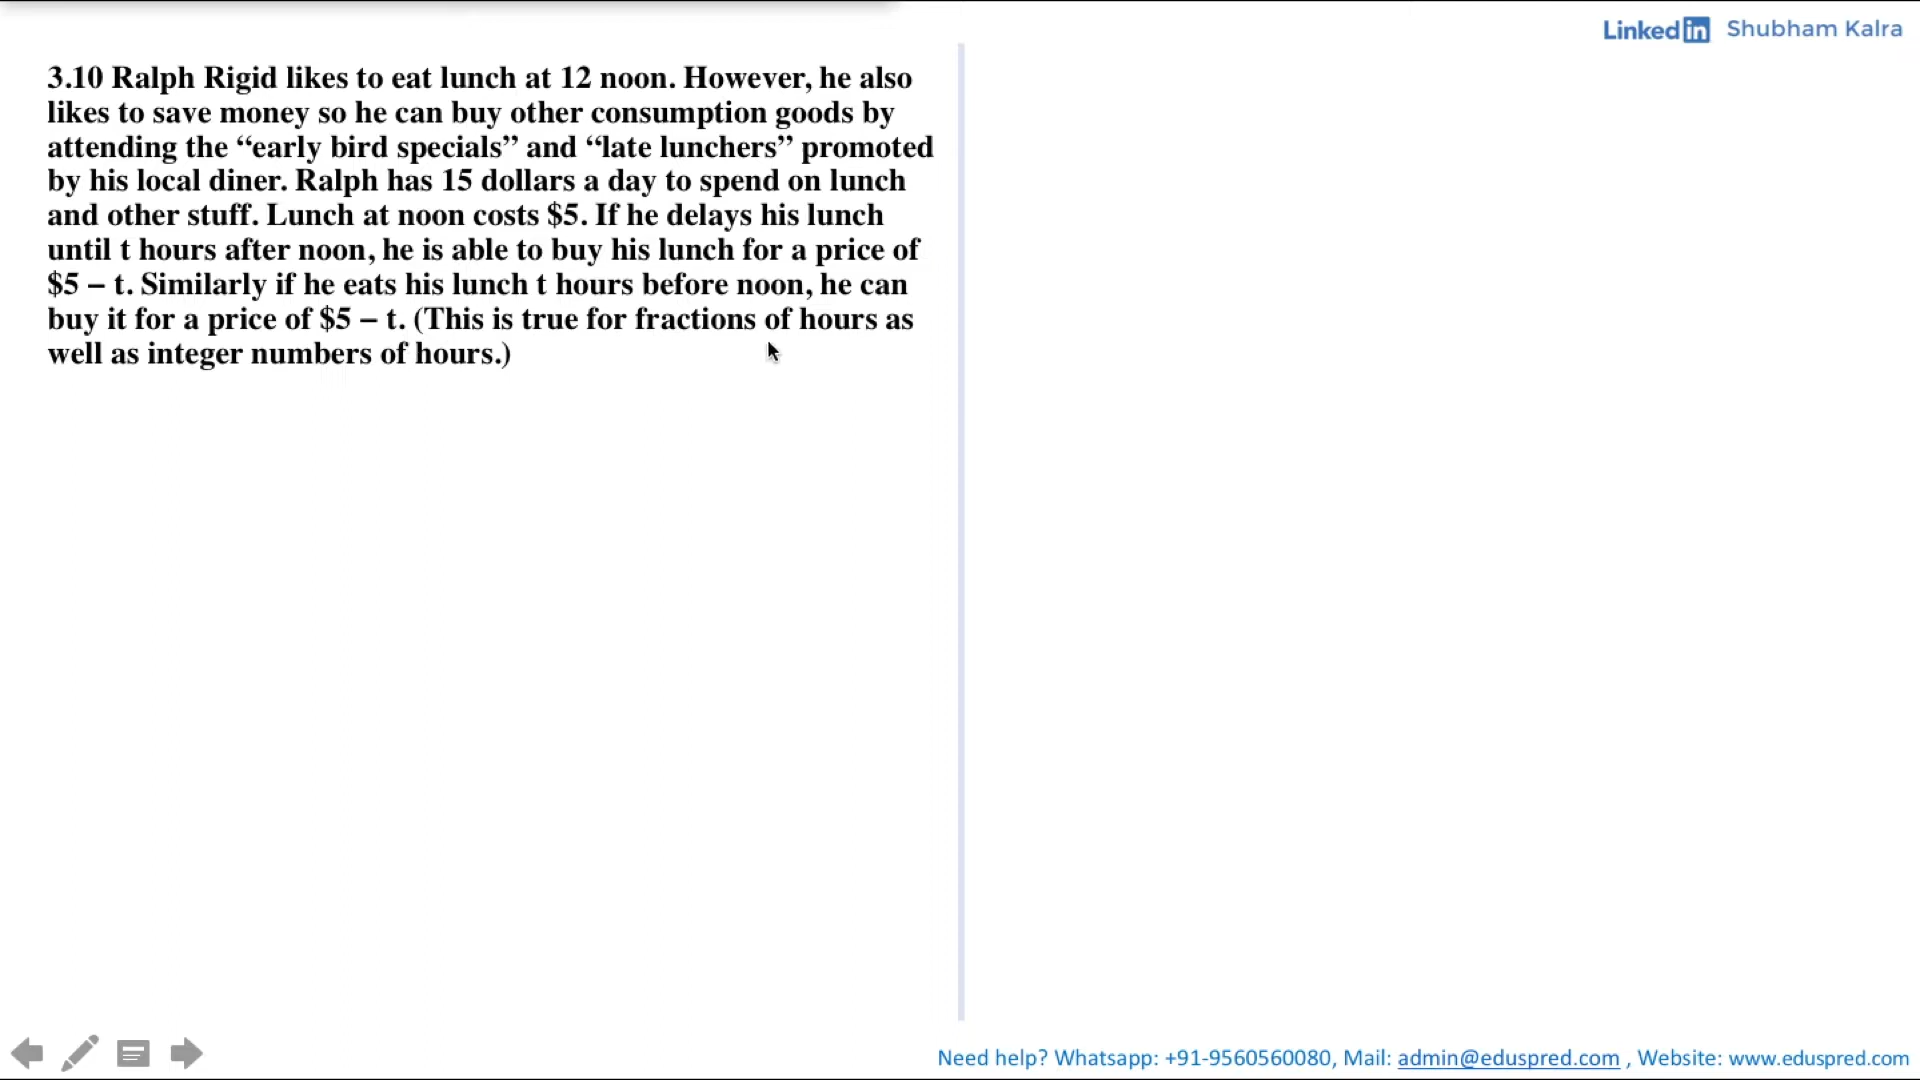 Linked in Shubham Kalra
3.10 Ralph Rigid likes to eat lunch at 12 noon. However, he also
likes to save money so he can buy other consumption goods by
attending the “early bird specials” and “late lunchers” promoted
by his local diner. Ralph has 15 dollars a day to spend on lunch
and other stuff. Lunch at noon costs $5. If he delays his lunch
until t hours after noon, he is able to buy his lunch for a price of
$5 – t. Similarly if he eats his lunch t hours before noon, he can
buy it for a price of $5 – t. (This is true for fractions of hours as
well as integer numbers of hours.)
Need help? Whatsapp: +91-9560560080, Mail: admin@eduspred.com , Website: www.eduspred.com